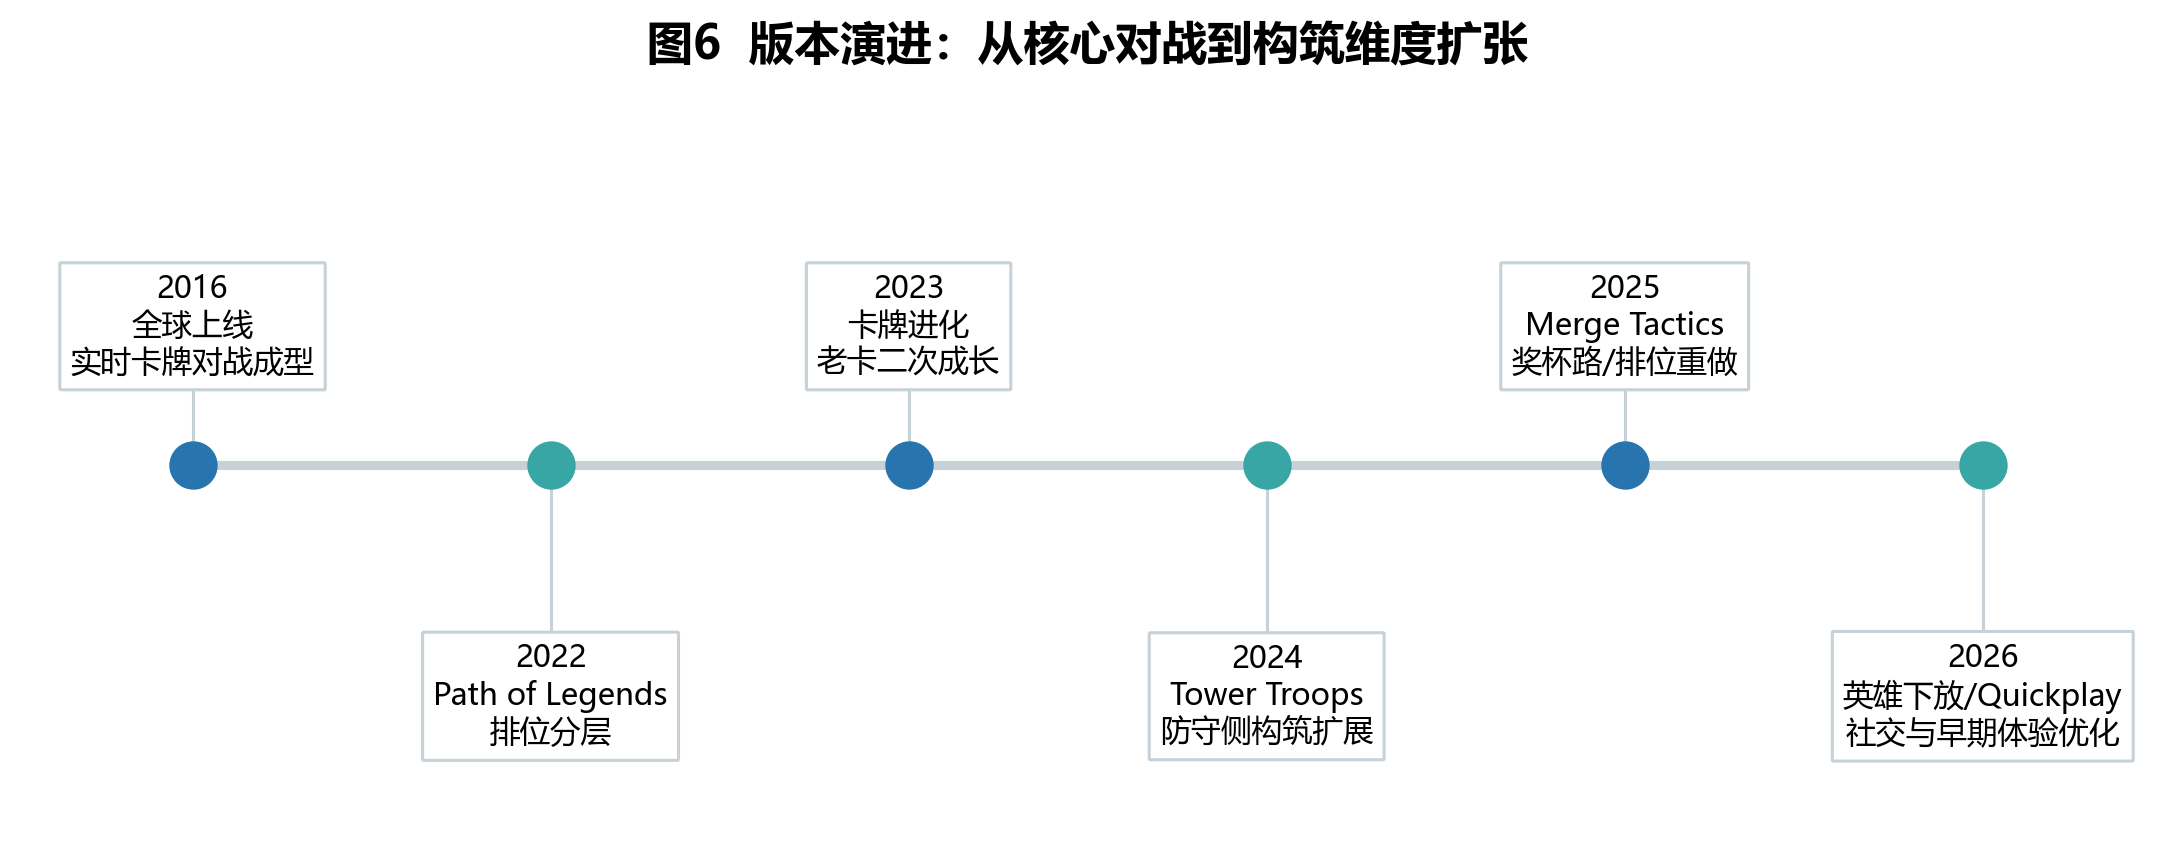 图6  版本演进：从核心对战到构筑维度扩张
2016
全球上线
实时卡牌对战成型
2022
Path of Legends
排位分层
2023
卡牌进化
老卡二次成长
2024
Tower Troops
防守侧构筑扩展
2025
Merge Tactics
奖杯路/排位重做
2026
英雄下放/Quickplay
社交与早期体验优化